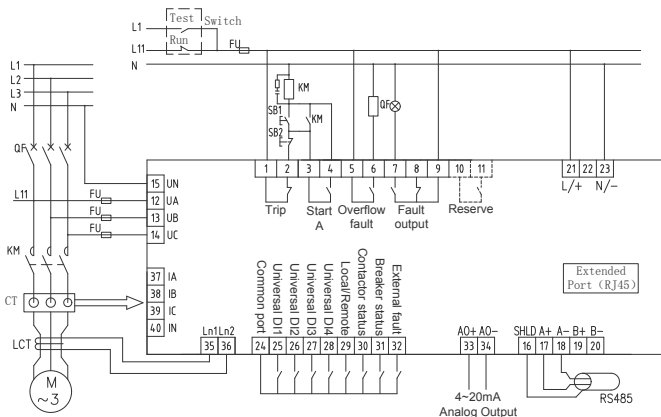 Test Switch
L1
Run
L11 FU
N
L1
L2
L3
N
KM
SB1
KM
SB2
QF
QF
1 2 3 4 5 6 7 8 9 10 11 21 22 23
Trip Start A Overflow fault Fault output Reserve L/+ N/-
15 UN
L11 FU 12 UA
FU 13 UB
FU 14 UC
KM
37 IA
CT 38 IB
39 IC
40 IN
Extended Port (RJ45)
Common port
Universal DI1
Universal DI2
Universal DI3
Universal DI4
Local/Remote
Contactor status
Breaker status
External fault
LCT
Ln1 Ln2
AO+ AO-
SHLD A+ A- B+ B-
35 36 24 25 26 27 28 29 30 31 32 33 34 16 17 18 19 20
M
~3
4~20mA
Analog Output
RS485